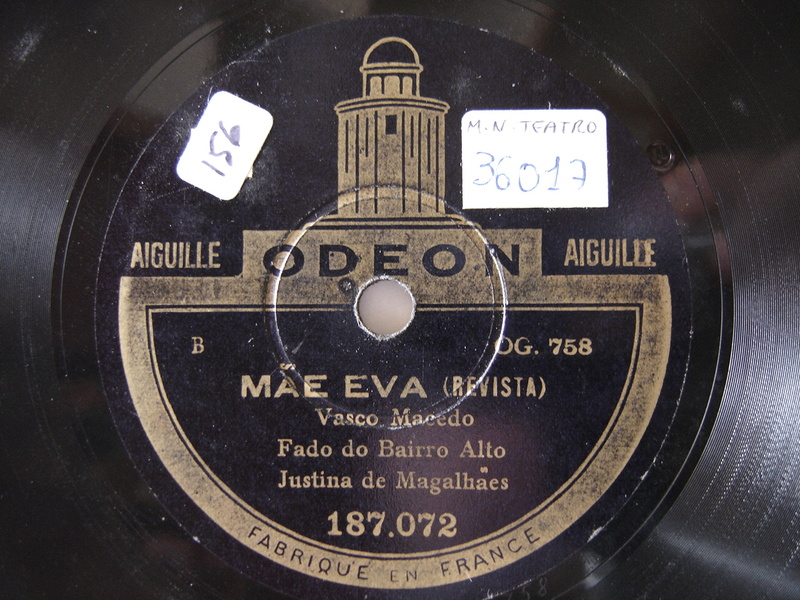 156
M.N. TEATRO
36017
AIGUILLE ODEON AIGUILLE
B OG. 758
MÃE EVA (REVISTA)
Vasco Macedo
Fado do Bairro Alto
Justina de Magalhães
187.072
FABRIQUÉ EN FRANCE